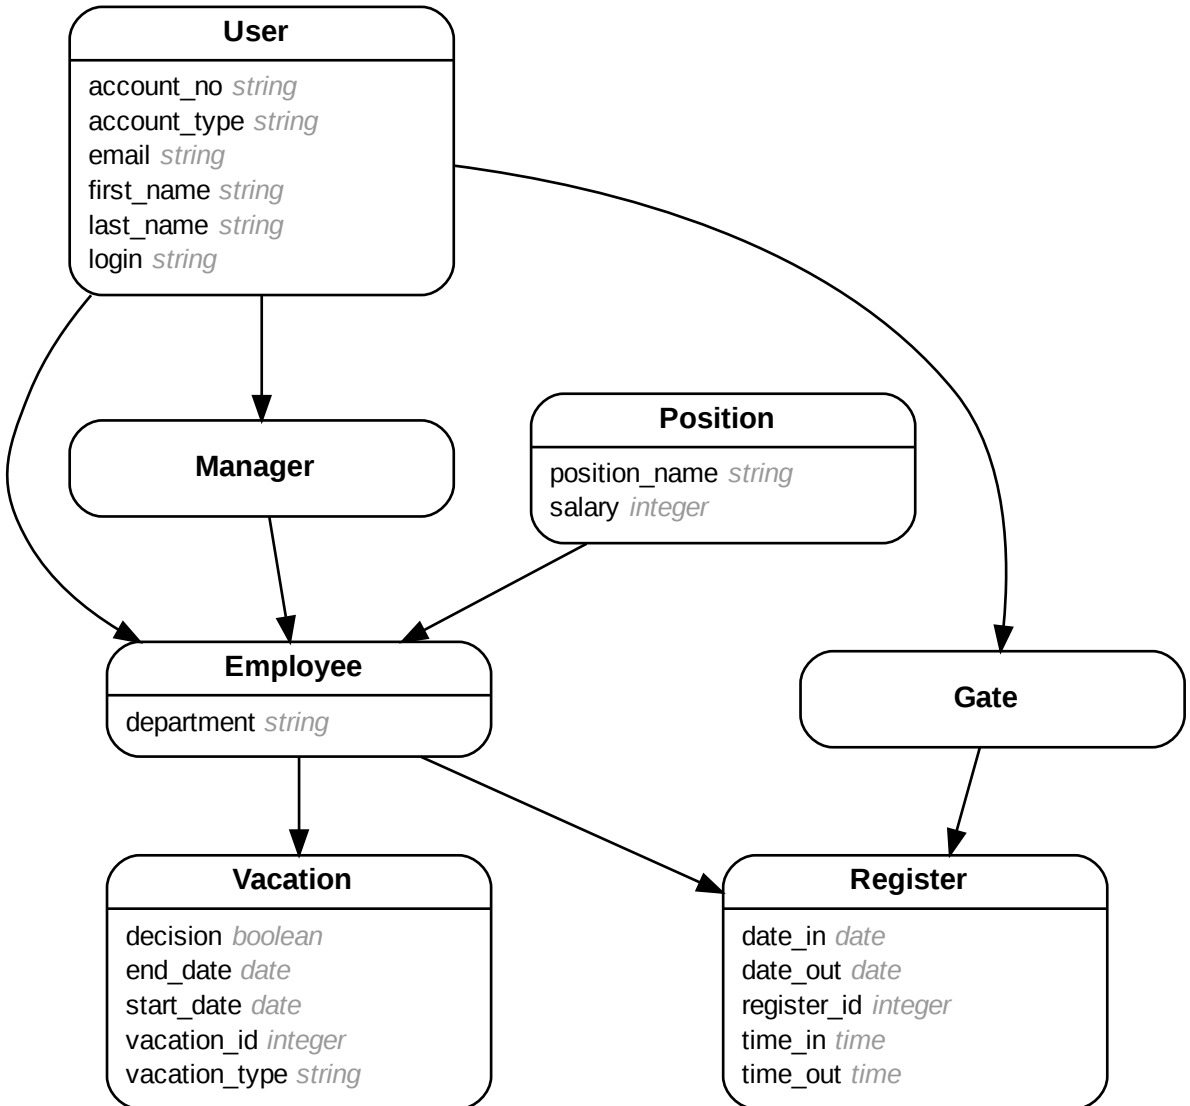 User
account_no string
account_type string
email string
first_name string
last_name string
login string
Manager
Position
position_name string
salary integer
Employee
department string
Gate
Vacation
decision boolean
end_date date
start_date date
vacation_id integer
vacation_type string
Register
date_in date
date_out date
register_id integer
time_in time
time_out time